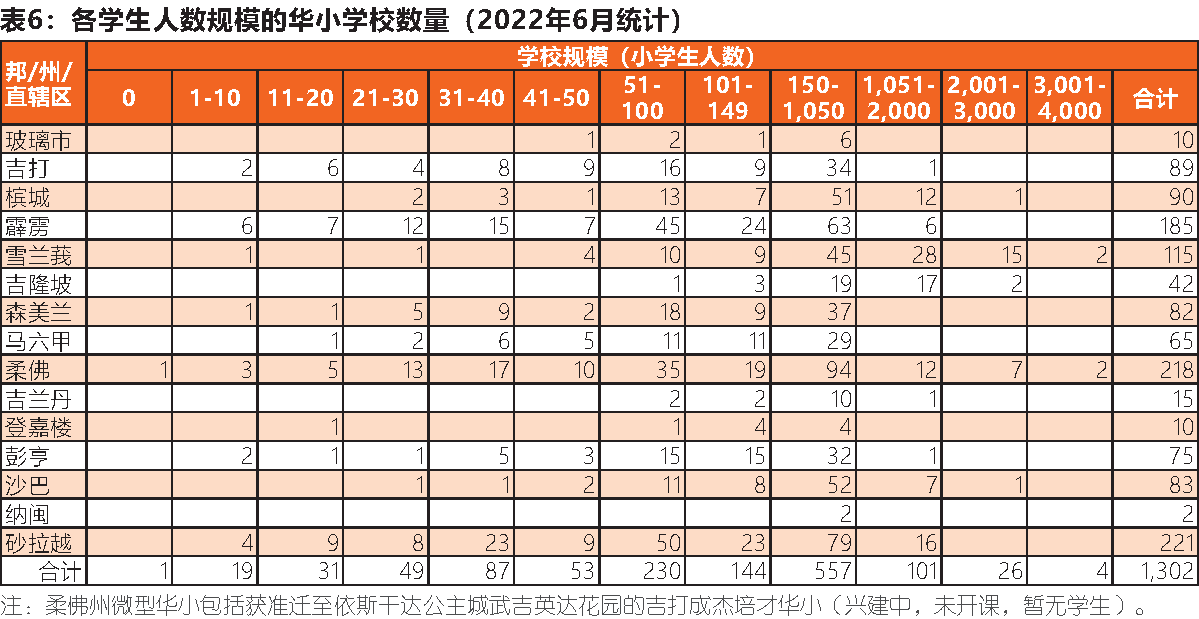 表6：各学生人数规模的华小学校数量（2022年6月统计）
邦/州/直辖区 学校规模（小学生人数）
0 1-10 11-20 21-30 31-40 41-50 51-100 101-149 150-1,050 1,051-2,000 2,001-3,000 3,001-4,000 合计
玻璃市 1 2 1 6 10
吉打 2 6 4 8 9 16 9 34 1 89
槟城 2 3 1 13 7 51 12 1 90
霹雳 6 7 12 15 7 45 24 63 6 185
雪兰莪 1 1 4 10 9 45 28 15 2 115
吉隆坡 1 3 19 17 2 42
森美兰 1 1 5 9 2 18 9 37 82
马六甲 1 2 6 5 11 11 29 65
柔佛 1 3 5 13 17 10 35 19 94 12 7 2 218
吉兰丹 2 2 10 1 15
登嘉楼 1 1 4 4 10
彭亨 2 1 1 5 3 15 15 32 1 75
沙巴 1 1 2 11 8 52 7 1 83
纳闽 2 2
砂拉越 4 9 8 23 9 50 23 79 16 221
合计 1 19 31 49 87 53 230 144 557 101 26 4 1,302
注：柔佛州微型华小包括获准迁至依斯干达公主城武吉英达花园的吉打成杰培才华小（兴建中，未开课，暂无学生）。